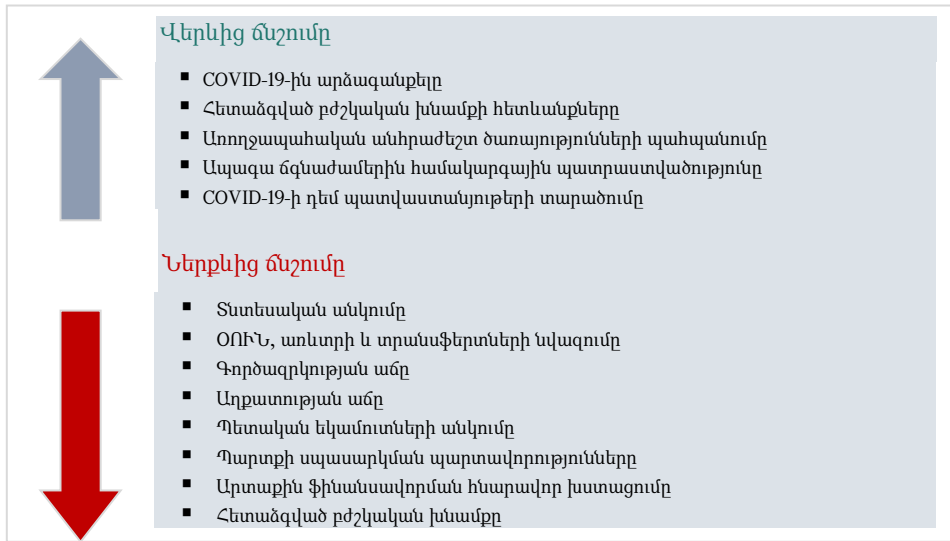 Վերևից ճնշումը
▪ COVID-19-ին արձագանքելը
▪ Հետաձգված բժշկական խնամքի հետևանքները
▪ Առողջապահական անհրաժեշտ ծառայությունների պահպանումը
▪ Ապագա ճգնաժամերին համակարգային պատրաստվածությունը
▪ COVID-19-ի դեմ պատվաստանյութերի տարածումը
Ներքևից ճնշումը
▪ Տնտեսական անկումը
▪ ՕՈՒՆ, առևտրի և տրանսֆերտների նվազումը
▪ Գործազրկության աճը
▪ Աղքատության աճը
▪ Պետական եկամուտների անկումը
▪ Պարտքի սպասարկման պարտավորությունները
▪ Արտաքին ֆինանսավորման հնարավոր խստացումը
▪ Հետաձգված բժշկական խնամքը